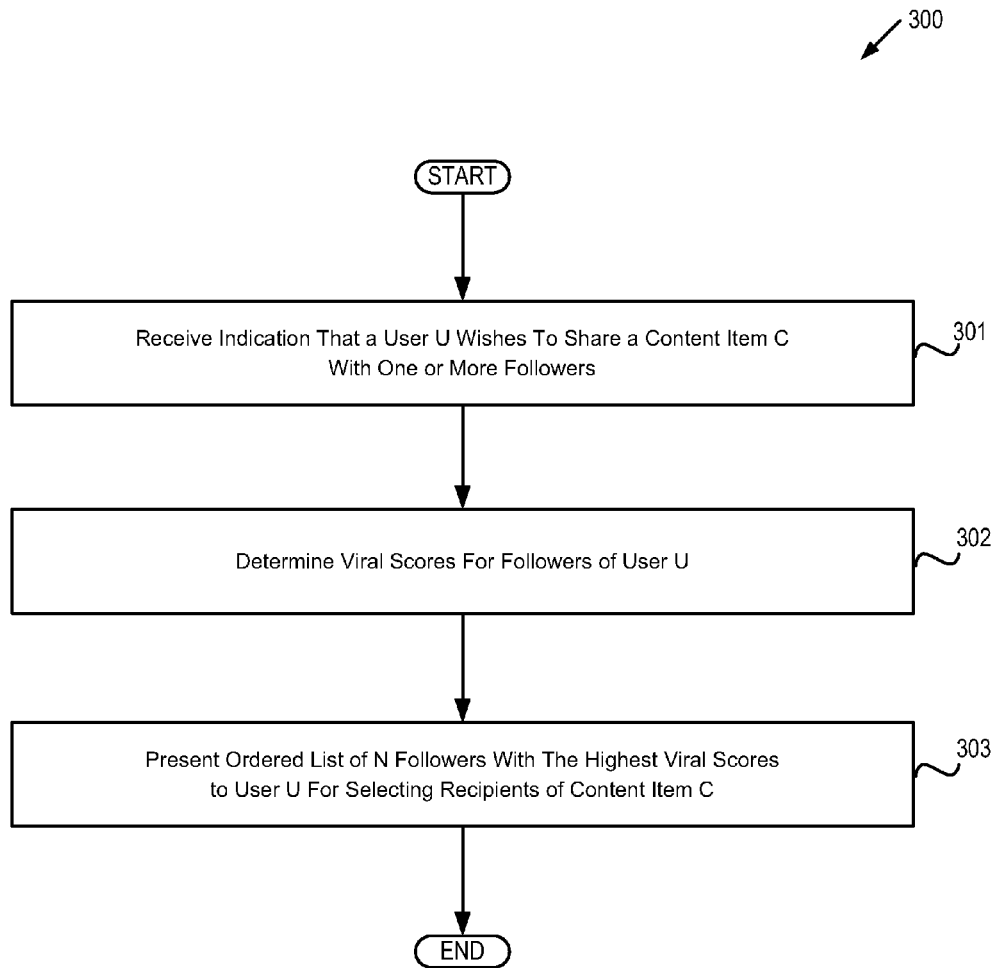 300
START
Receive Indication That a User U Wishes To Share a Content Item C
With One or More Followers
301
Determine Viral Scores For Followers of User U
302
Present Ordered List of N Followers With The Highest Viral Scores
to User U For Selecting Recipients of Content Item C
303
END